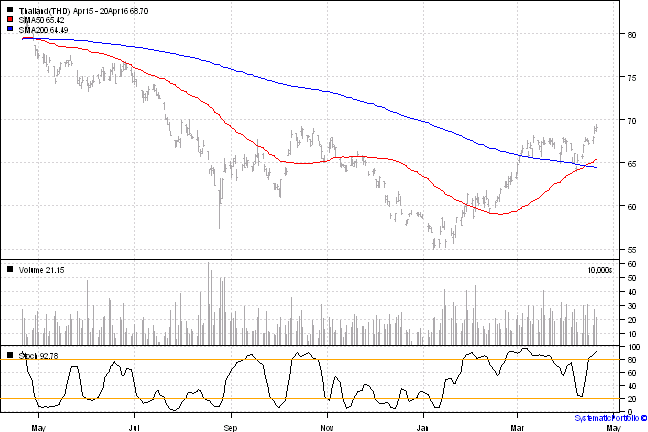 Thailand(THD) Apr15 - 20Apr16 68.70
SMA50 65.42
SMA200 64.49
80
75
70
65
60
55
Volume 21.15
10,000s
60
50
40
30
20
10
Stoch 92.78
100
80
60
40
20
0
May Jul Sep Nov Jan Mar May
SystematicPortfolio ©